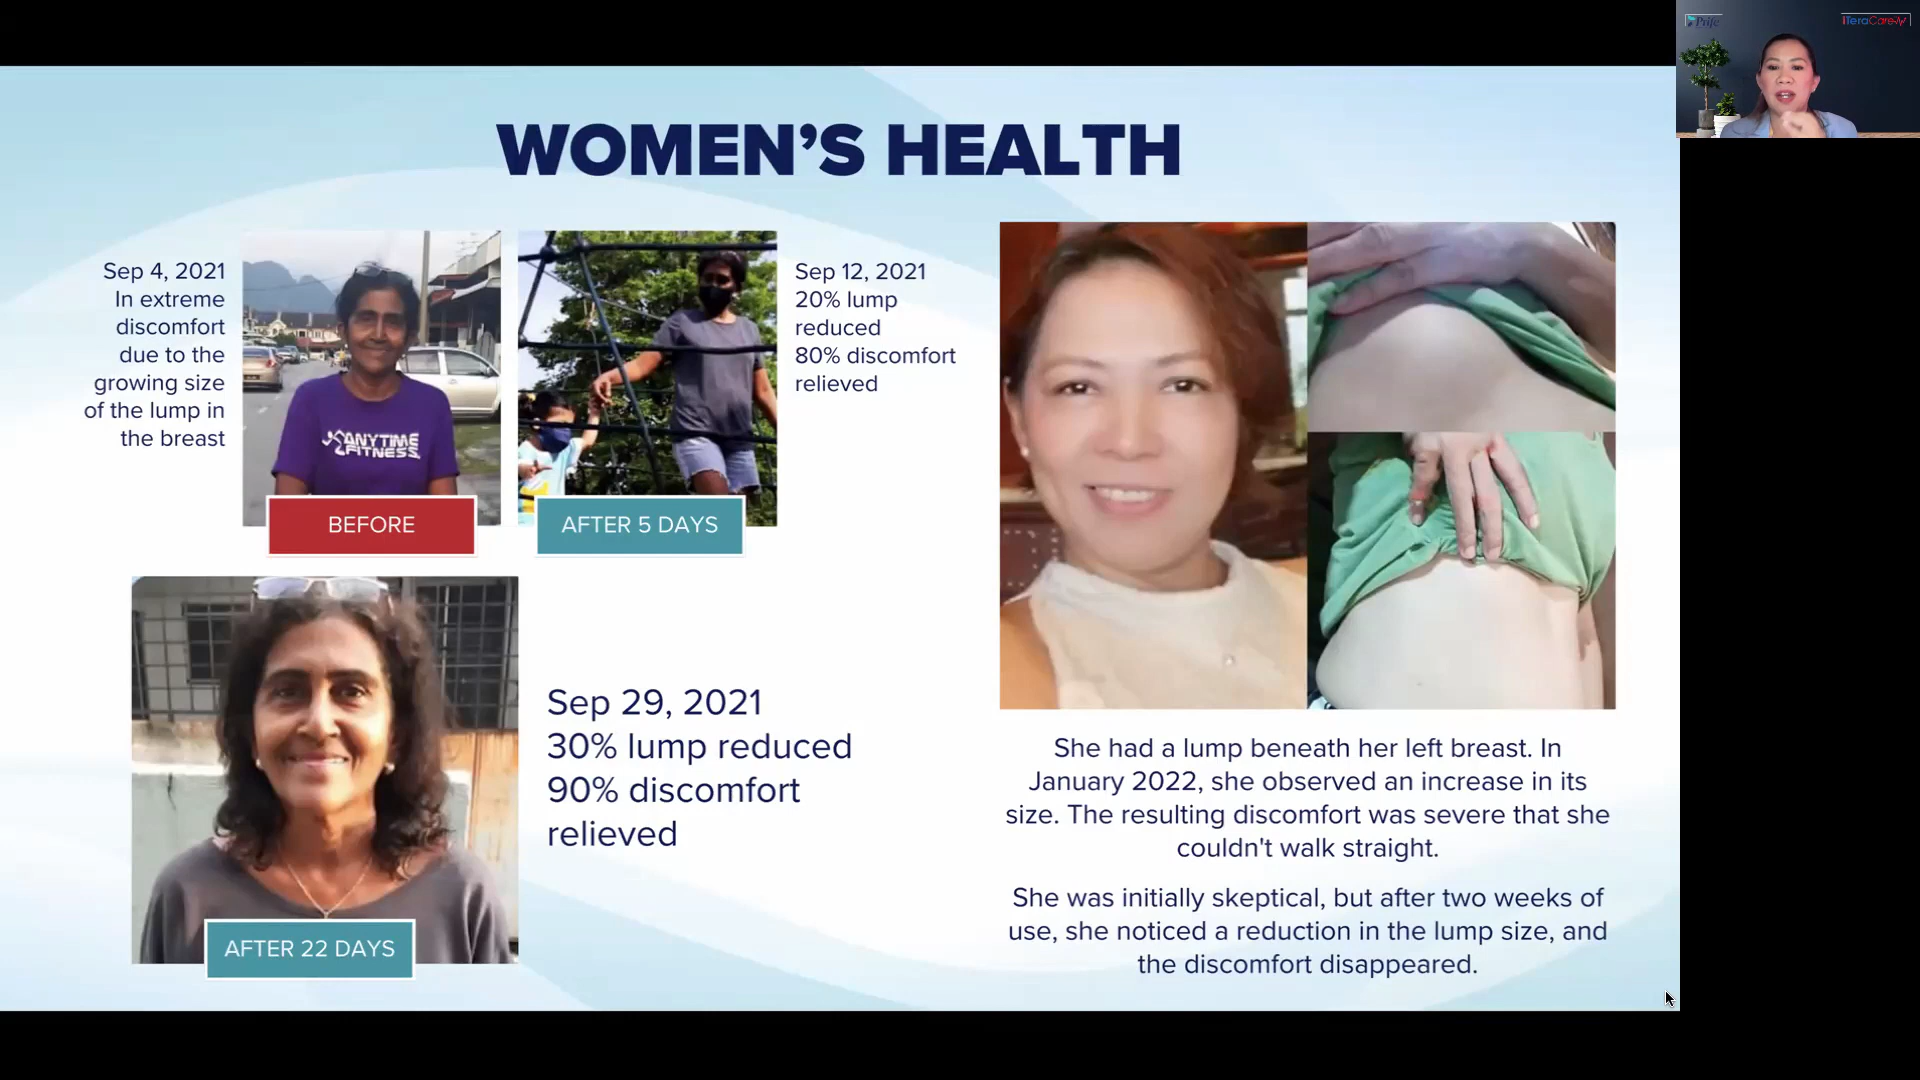 Prife
iTeraCare
WOMEN'S HEALTH
Sep 4, 2021
In extreme
discomfort
due to the
growing size
of the lump in
the breast
ANYTIME
FITNESS
BEFORE
AFTER 5 DAYS
Sep 12, 2021
20% lump
reduced
80% discomfort
relieved
AFTER 22 DAYS
Sep 29, 2021
30% lump reduced
90% discomfort
relieved
She had a lump beneath her left breast. In
January 2022, she observed an increase in its
size. The resulting discomfort was severe that she
couldn't walk straight.
She was initially skeptical, but after two weeks of
use, she noticed a reduction in the lump size, and
the discomfort disappeared.